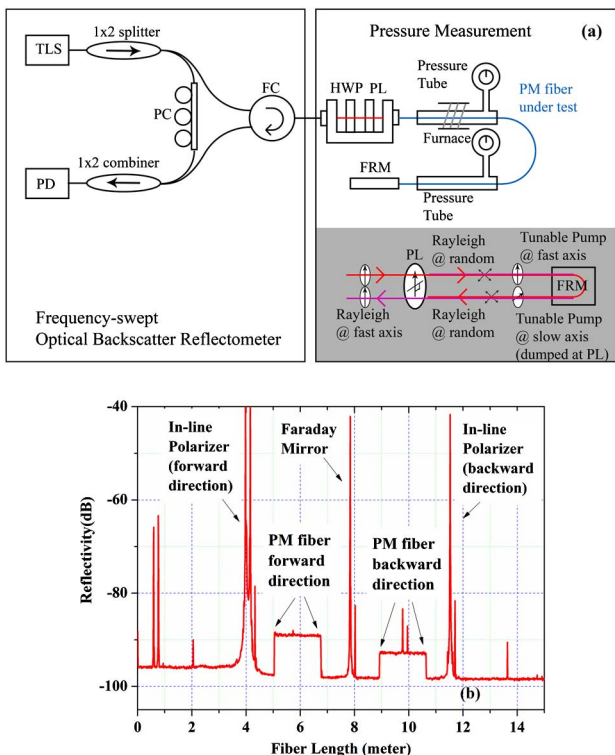 TLS
1x2 splitter
PC
FC
PD
1x2 combiner
Frequency-swept
Optical Backscatter Reflectometer
Pressure Measurement
(a)
HWP PL
Pressure
Tube
PM fiber
under test
Furnace
FRM
Pressure
Tube
PL
Rayleigh
@ random
Tunable Pump
@ fast axis
FRM
Rayleigh
@ fast axis
Rayleigh
@ random
Tunable Pump
@ slow axis
(dumped at PL)
-40
-60
-80
-100
Reflectivity(dB)
In-line
Polarizer
(forward
direction)
Faraday
Mirror
In-line
Polarizer
(backward
direction)
PM fiber
forward
direction
PM fiber
backward
direction
(b)
0 2 4 6 8 10 12 14
Fiber Length (meter)